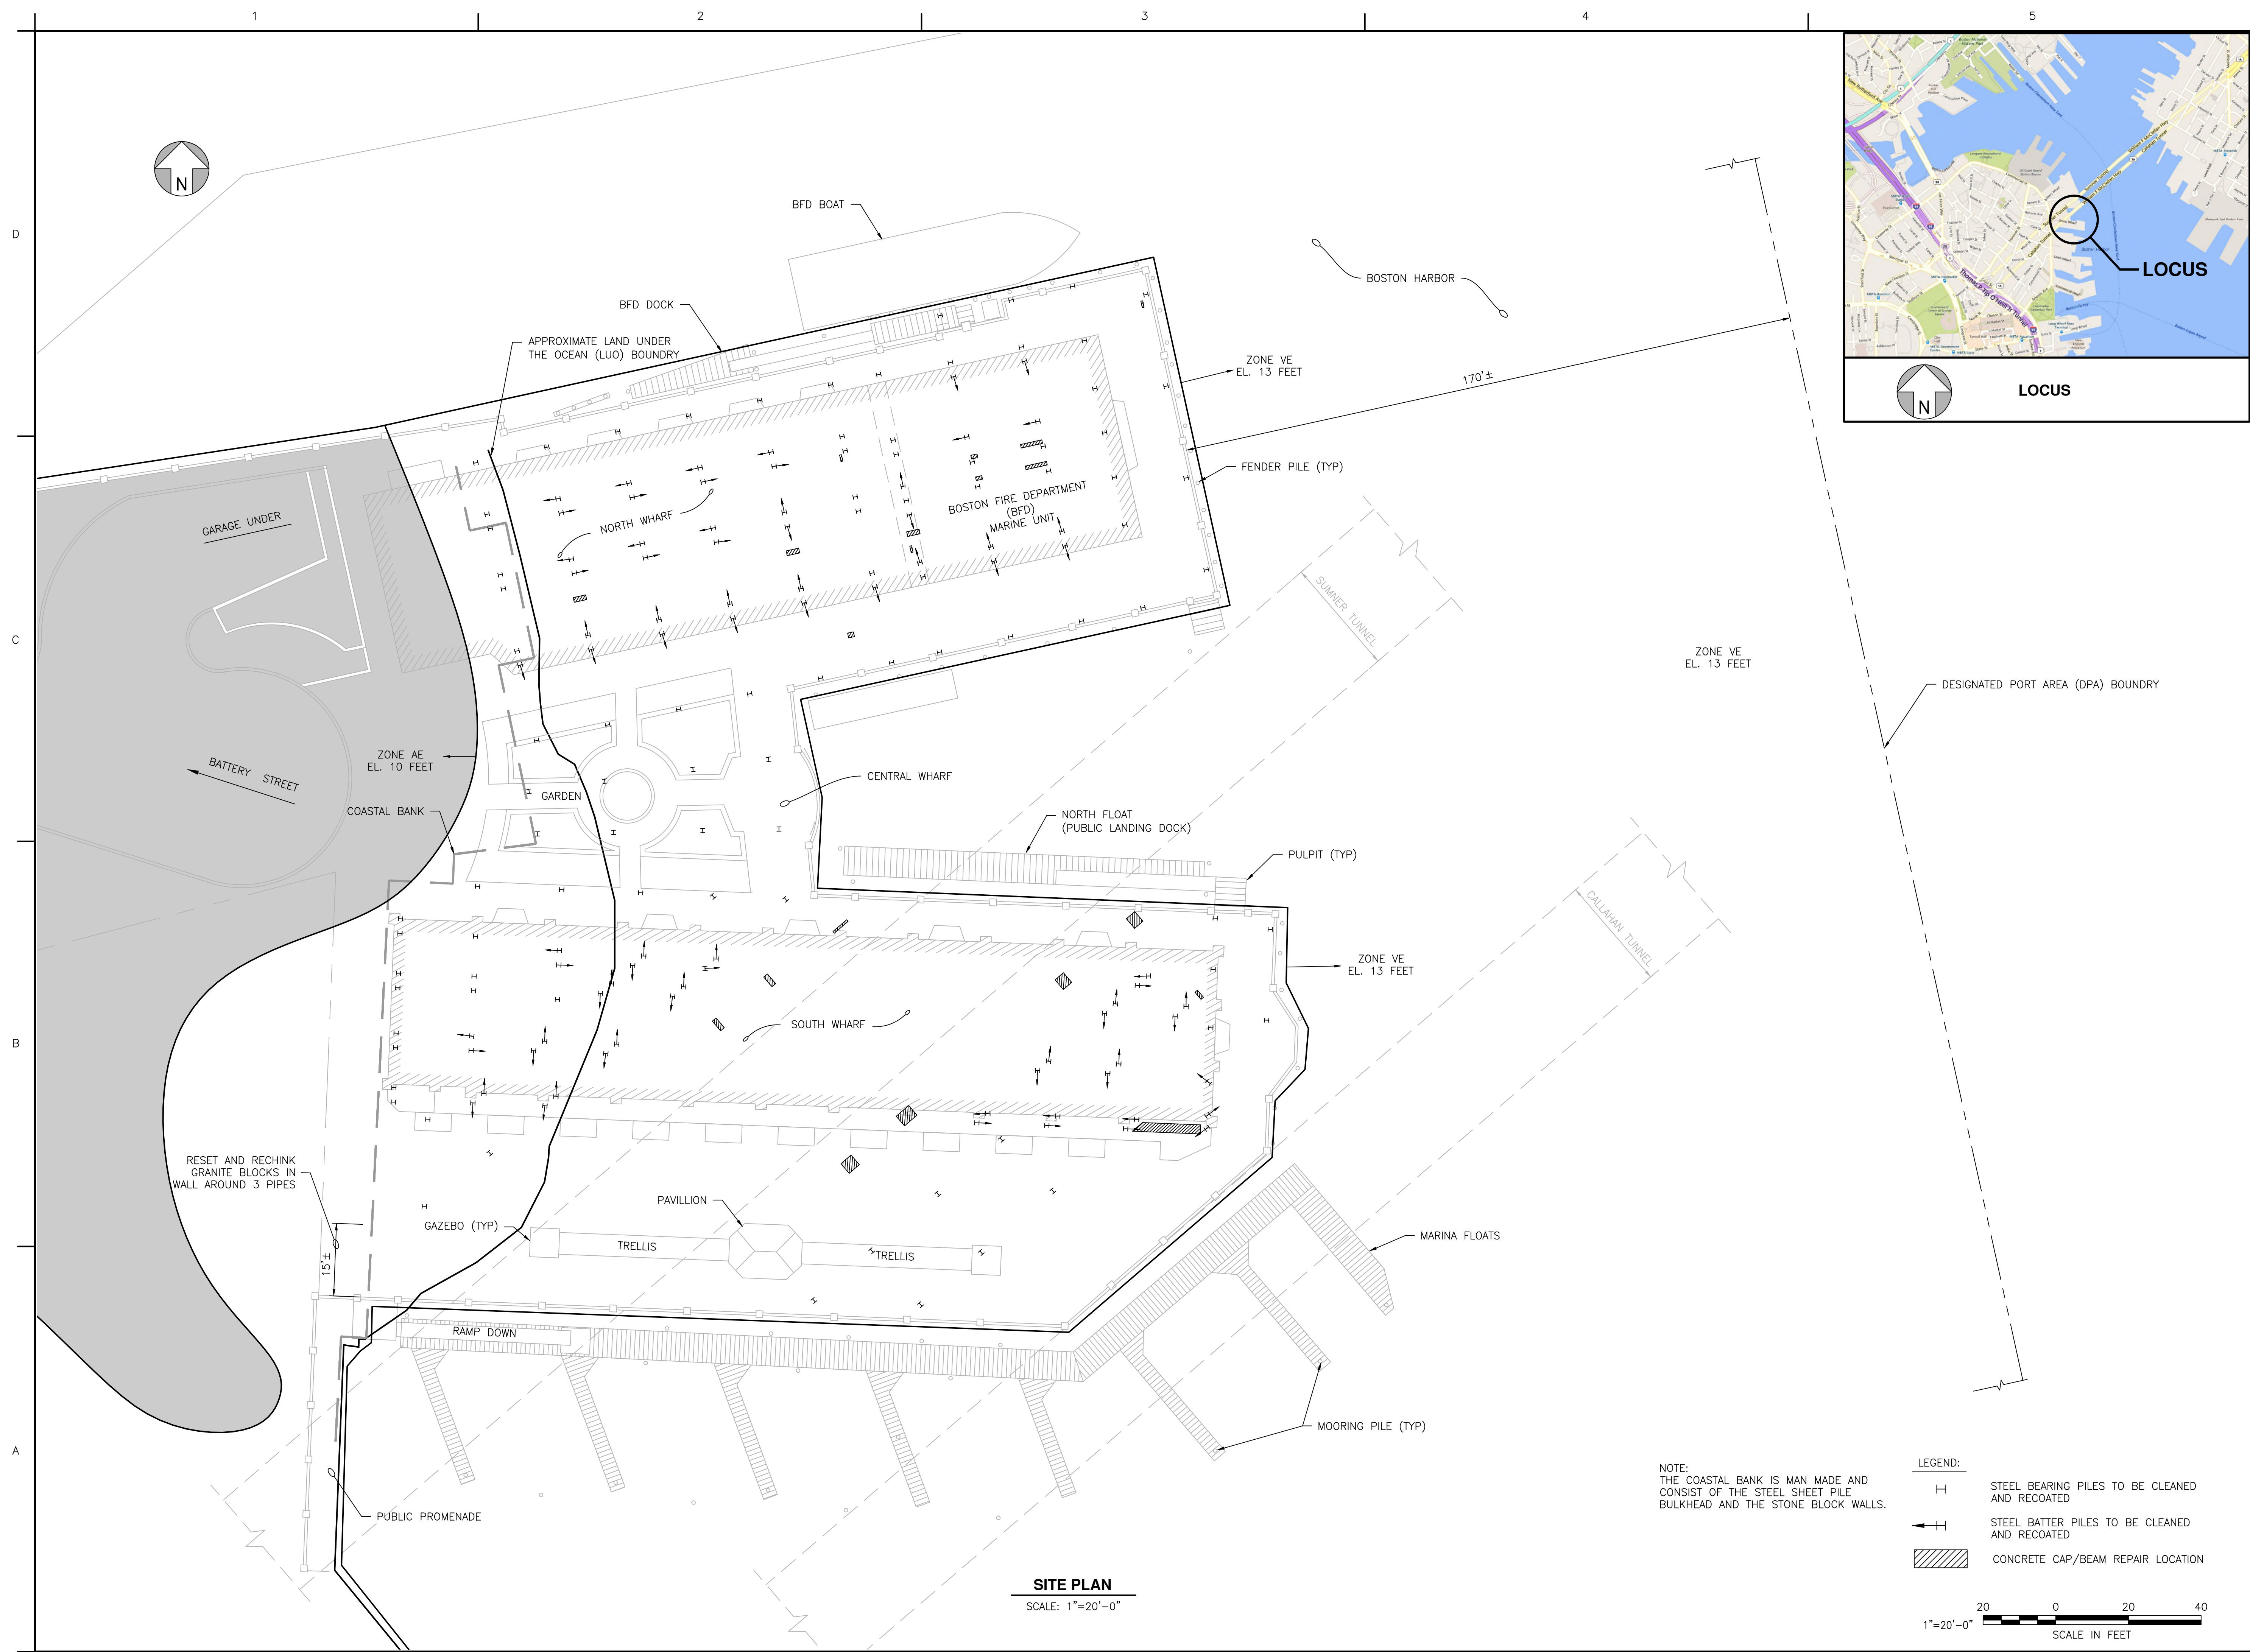 1
2
3
4
5
D
C
B
A
N
BFD BOAT
BFD DOCK
APPROXIMATE LAND UNDER
THE OCEAN (LUO) BOUNDRY
BOSTON HARBOR
ZONE VE
EL. 13 FEET
170'±
LOCUS
N
LOCUS
FENDER PILE (TYP)
GARAGE UNDER
NORTH WHARF
BOSTON FIRE DEPARTMENT
(BFD)
MARINE UNIT
SUMNER TUNNEL
ZONE VE
EL. 13 FEET
DESIGNATED PORT AREA (DPA) BOUNDRY
ZONE AE
EL. 10 FEET
BATTERY STREET
COASTAL BANK
GARDEN
CENTRAL WHARF
NORTH FLOAT
(PUBLIC LANDING DOCK)
PULPIT (TYP)
CALLAHAN TUNNEL
ZONE VE
EL. 13 FEET
SOUTH WHARF
RESET AND RECHINK
GRANITE BLOCKS IN
WALL AROUND 3 PIPES
15'±
PAVILLION
GAZEBO (TYP)
TRELLIS
TRELLIS
MARINA FLOATS
RAMP DOWN
MOORING PILE (TYP)
PUBLIC PROMENADE
NOTE:
THE COASTAL BANK IS MAN MADE AND
CONSIST OF THE STEEL SHEET PILE
BULKHEAD AND THE STONE BLOCK WALLS.
LEGEND:
STEEL BEARING PILES TO BE CLEANED
AND RECOATED
STEEL BATTER PILES TO BE CLEANED
AND RECOATED
CONCRETE CAP/BEAM REPAIR LOCATION
SITE PLAN
SCALE: 1"=20'-0"
20 0 20 40
1"=20'-0"
SCALE IN FEET